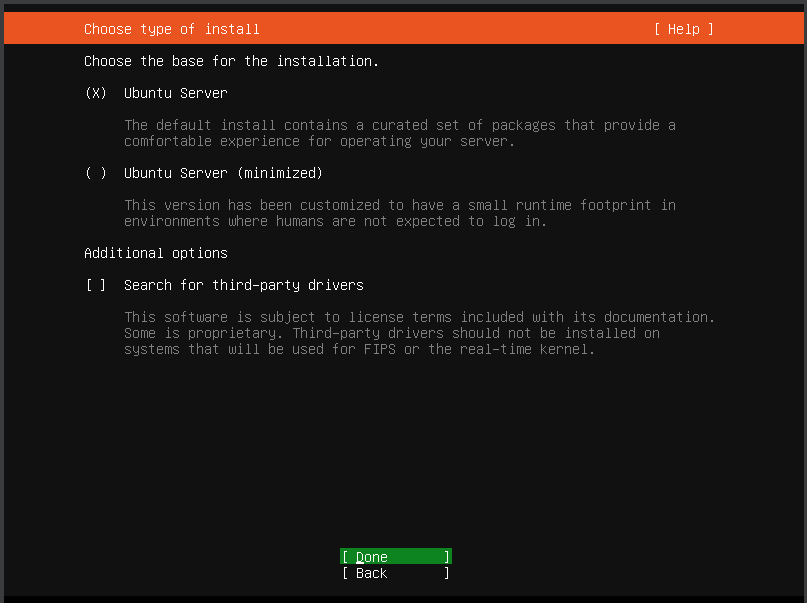 Choose type of install [ Help ]
Choose the base for the installation.
(X) Ubuntu Server
The default install contains a curated set of packages that provide a
comfortable experience for operating your server.
( ) Ubuntu Server (minimized)
This version has been customized to have a small runtime footprint in
environments where humans are not expected to log in.
Additional options
[ ] Search for third-party drivers
This software is subject to license terms included with its documentation.
Some is proprietary. Third-party drivers should not be installed on
systems that will be used for FIPS or the real-time kernel.
[ Done ]
[ Back ]